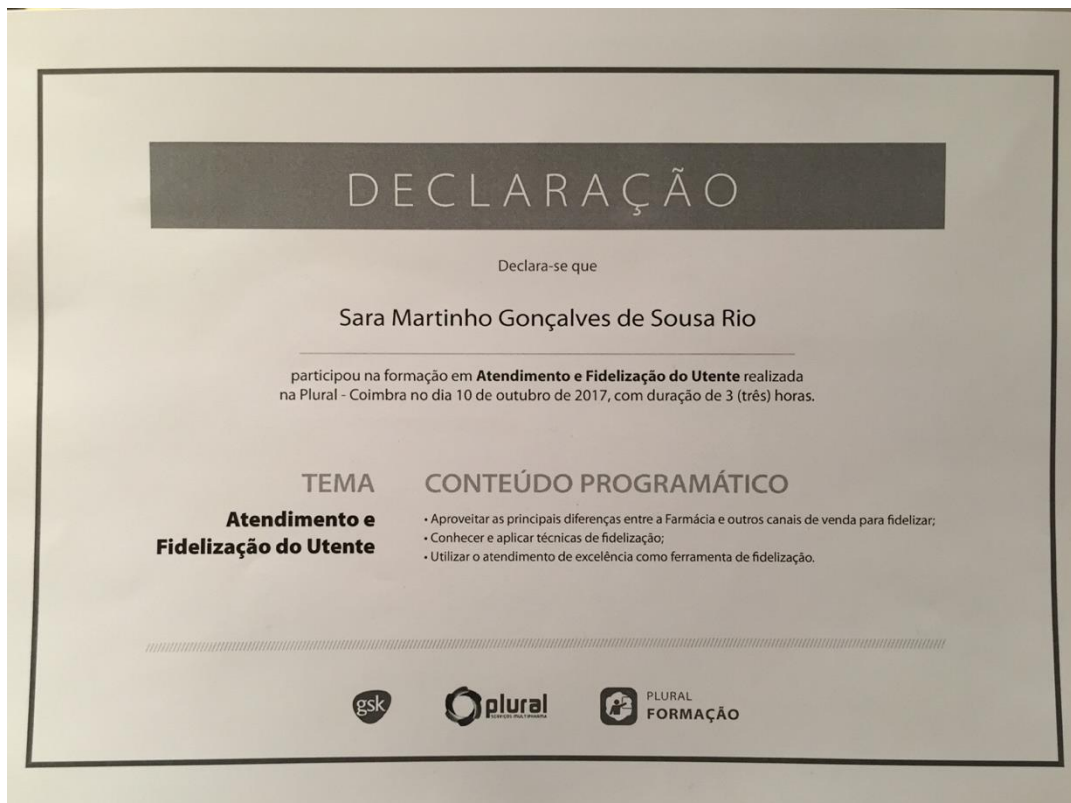 DECLARAÇÃO
Declara-se que
Sara Martinho Gonçalves de Sousa Rio
participou na formação em Atendimento e Fidelização do Utente realizada
na Plural - Coimbra no dia 10 de outubro de 2017, com duração de 3 (três) horas.
TEMA
Atendimento e
Fidelização do Utente
CONTEÚDO PROGRAMÁTICO
• Aproveitar as principais diferenças entre a Farmácia e outros canais de venda para fidelizar;
• Conhecer e aplicar técnicas de fidelização;
• Utilizar o atendimento de excelência como ferramenta de fidelização.
gsk
plural
SERVIÇOS MULTIPHARMA
PLURAL
FORMAÇÃO